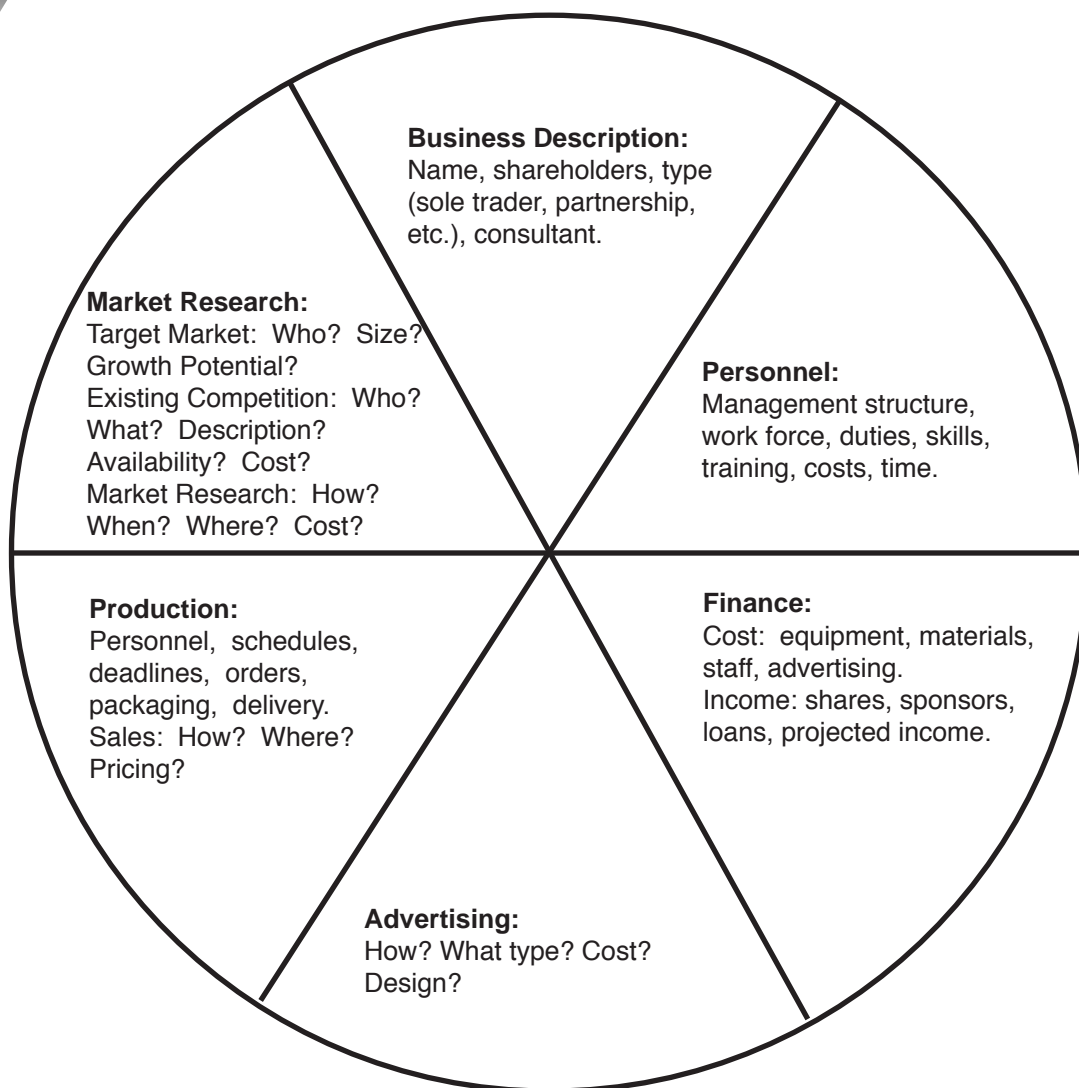 Business Description:
Name, shareholders, type
(sole trader, partnership,
etc.), consultant.
Market Research:
Target Market:  Who?  Size?
Growth Potential?
Existing Competition:  Who?
What?  Description?
Availability?  Cost?
Market Research:  How?
When?  Where?  Cost?
Personnel:
Management structure,
work force, duties, skills,
training, costs, time.
Production:
Personnel,  schedules,
deadlines,  orders,
packaging,  delivery.
Sales:  How?  Where?
Pricing?
Finance:
Cost:  equipment, materials,
staff, advertising.
Income: shares, sponsors,
loans, projected income.
Advertising:
How? What type? Cost?
Design?